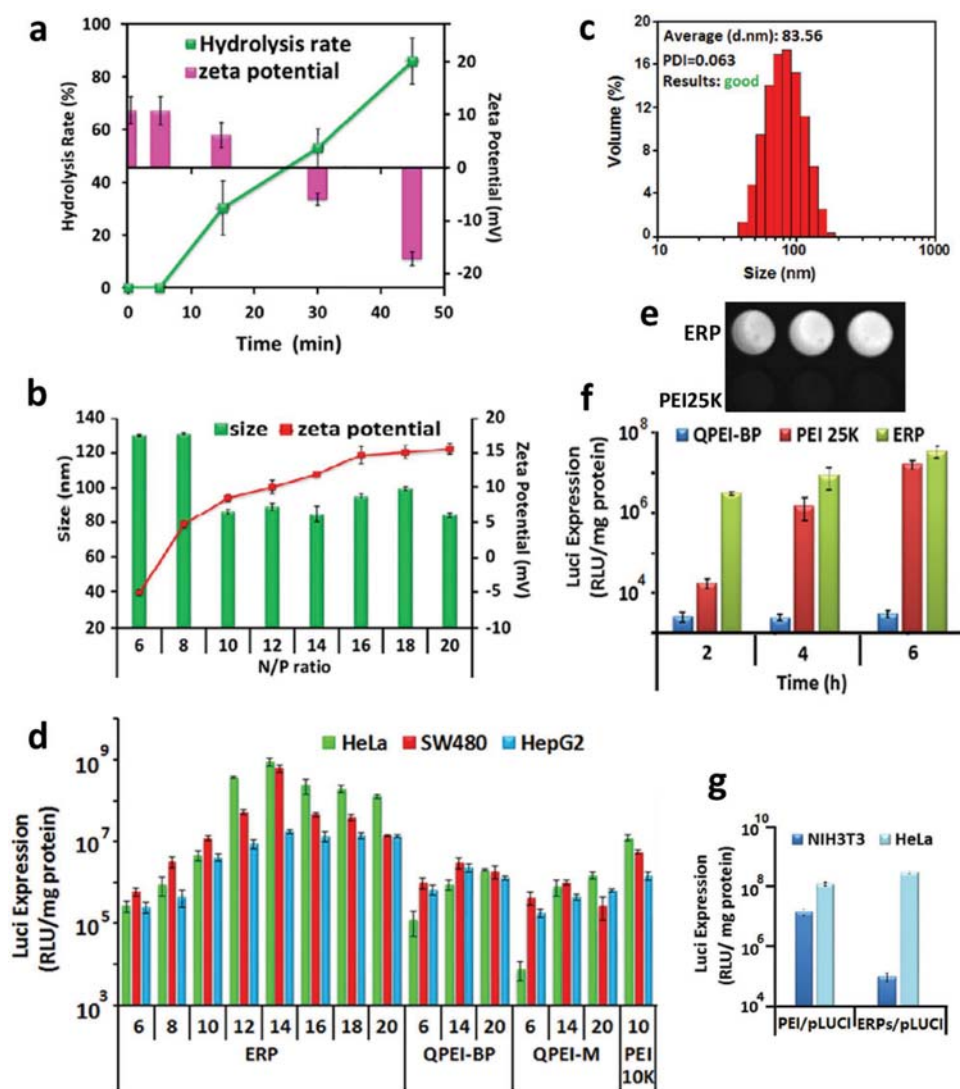 a
Hydrolysis rate
zeta potential
Hydrolysis Rate (%)
100
80
60
40
20
0
Zeta Potential (mV)
20
10
0
-10
-20
0 10 20 30 40 50
Time (min)
b
size zeta potential
Size (nm)
140
120
100
80
60
40
20
Zeta Potential (mV)
20
15
10
5
0
-5
-10
6 8 10 12 14 16 18 20
N/P ratio
c
Average (d.nm): 83.56
PDI=0.063
Results: good
Volume (%)
20
16
12
8
4
0
10 100 1000
Size (nm)
e
ERP
PEI25K
f
QPEI-BP PEI 25K ERP
Luci Expression
(RLU/mg protein)
10^8
10^6
10^4
2 4 6
Time (h)
d
HeLa SW480 HepG2
Luci Expression
(RLU/mg protein)
10^9
10^7
10^5
10^3
6 8 10 12 14 16 18 20 6 14 20 6 14 20 10
ERP QPEI-BP QPEI-M PEI
10K
g
NIH3T3 HeLa
Luci Expression
(RLU/ mg protein)
10^10
10^8
10^6
10^4
PEI/pLUCI ERPs/pLUCI